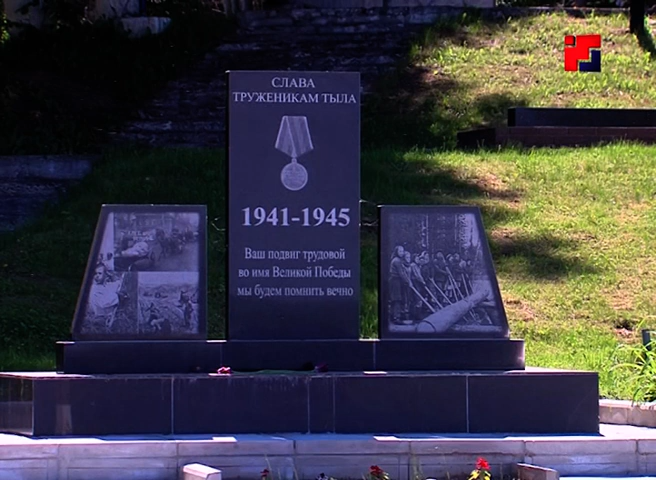 СЛАВА
ТРУЖЕНИКАМ ТЫЛА
1941-1945
Ваш подвиг трудовой
во имя Великой Победы
мы будем помнить вечно